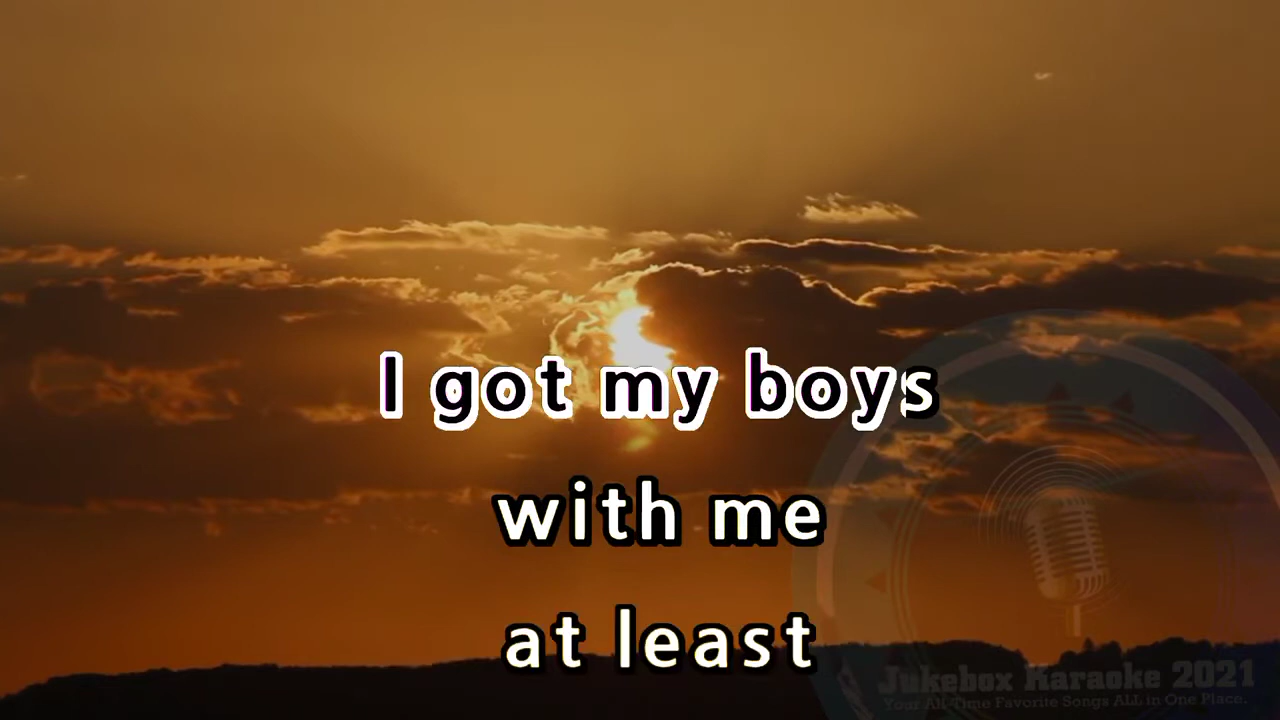 I got my boys
with me
at least
Jukebox Karaoke 2021
Your All-Time Favorite Songs ALL in One Place.